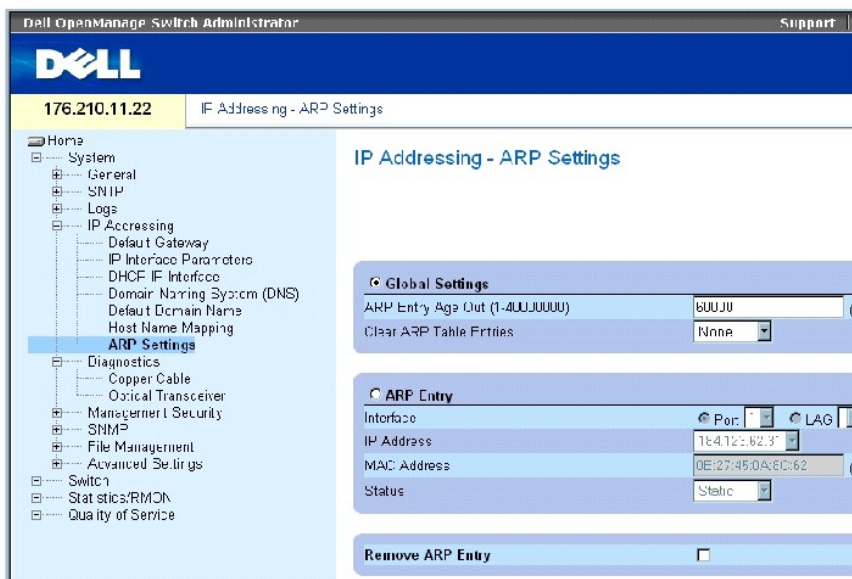 Dell OpenManage Switch Administrator
Support
DELL
176.210.11.22
IP Addressing - ARP Settings
Home
System
General
SNTP
Logs
IP Addressing
Default Gateway
IP Interface Parameters
DHCP IP Interface
Domain Naming System (DNS)
Default Domain Name
Host Name Mapping
ARP Settings
Diagnostics
Copper Cable
Optical Transceiver
Management Security
SNMP
File Management
Advanced Settings
Switch
Statistics/RMON
Quality of Service
IP Addressing - ARP Settings
Global Settings
ARP Entry Age Out (1-40000000)
60000
Clear ARP Table Entries
None
ARP Entry
Interface
Port
LAG
IP Address
MAC Address
Status
Static
Remove ARP Entry